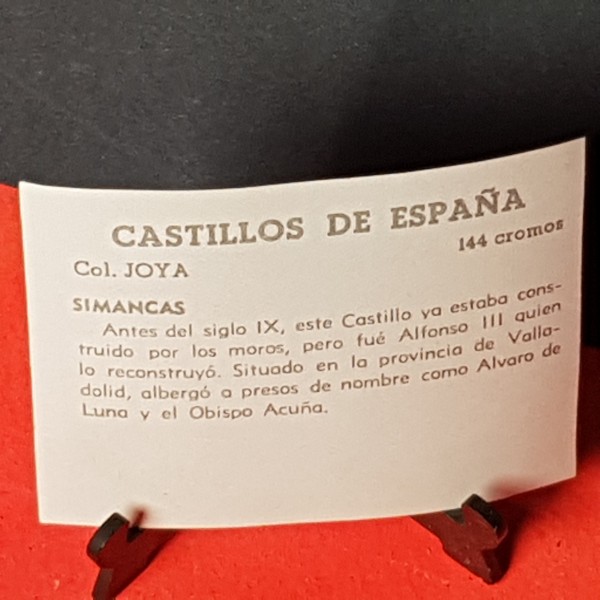 CASTILLOS DE ESPAÑA
Col. JOYA
144 cromos
SIMANCAS
Antes del siglo IX, este Castillo ya estaba cons-
truido por los moros, pero fué Alfonso III quien
lo reconstruyó. Situado en la provincia de Valla-
dolid, albergó a presos de nombre como Alvaro de
Luna y el Obispo Acuña.